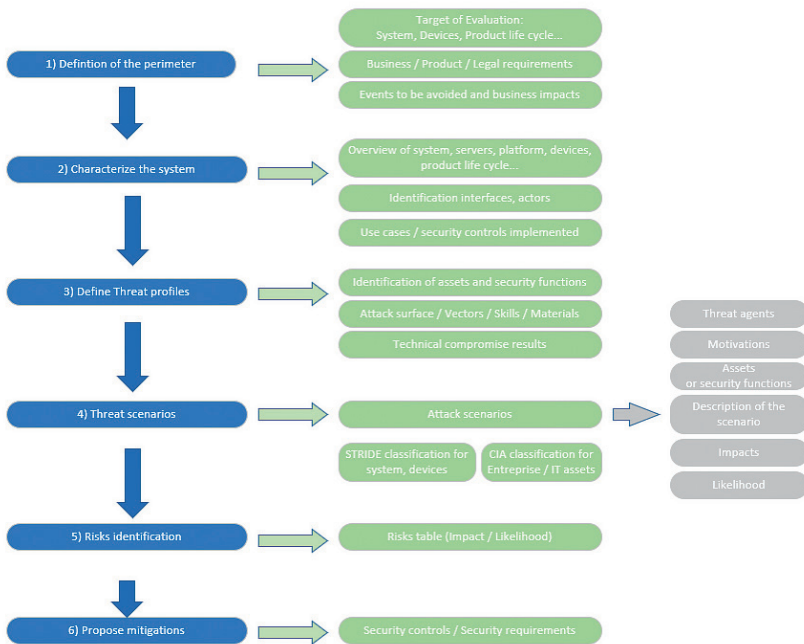 1) Defintion of the perimeter
Target of Evaluation:
System, Devices, Product life cycle...
Business / Product / Legal requirements
Events to be avoided and business impacts
2) Characterize the system
Overview of system, servers, platform, devices,
product life cycle...
Identification interfaces, actors
Use cases / security controls implemented
3) Define Threat profiles
Identification of assets and security functions
Attack surface / Vectors / Skills / Materials
Technical compromise results
4) Threat scenarios
Attack scenarios
STRIDE classification for
system, devices
CIA classification for
Entreprise / IT assets
Threat agents
Motivations
Assets
or security functions
Description of the
scenario
Impacts
Likelihood
5) Risks identification
Risks table (Impact / Likelihood)
6) Propose mitigations
Security controls / Security requirements